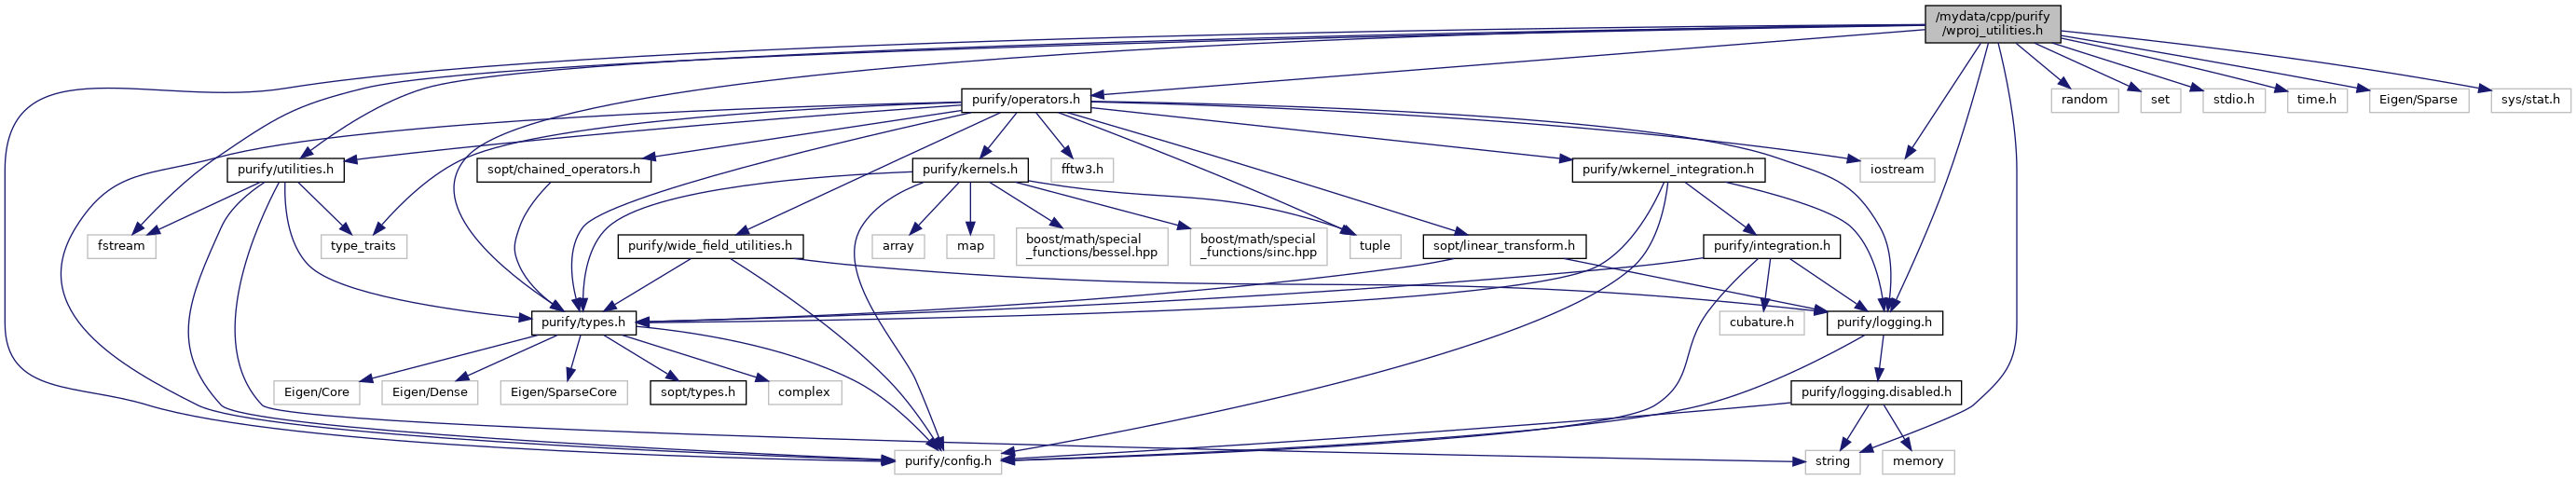 /mydata/cpp/purify
/wproj_utilities.h
purify/operators.h
random
set
stdio.h
time.h
Eigen/Sparse
sys/stat.h
purify/utilities.h
sopt/chained_operators.h
purify/kernels.h
fftw3.h
purify/wkernel_integration.h
iostream
fstream
type_traits
purify/wide_field_utilities.h
array
map
boost/math/special
_functions/bessel.hpp
boost/math/special
_functions/sinc.hpp
tuple
sopt/linear_transform.h
purify/integration.h
purify/types.h
cubature.h
purify/logging.h
Eigen/Core
Eigen/Dense
Eigen/SparseCore
sopt/types.h
complex
purify/logging.disabled.h
purify/config.h
string
memory